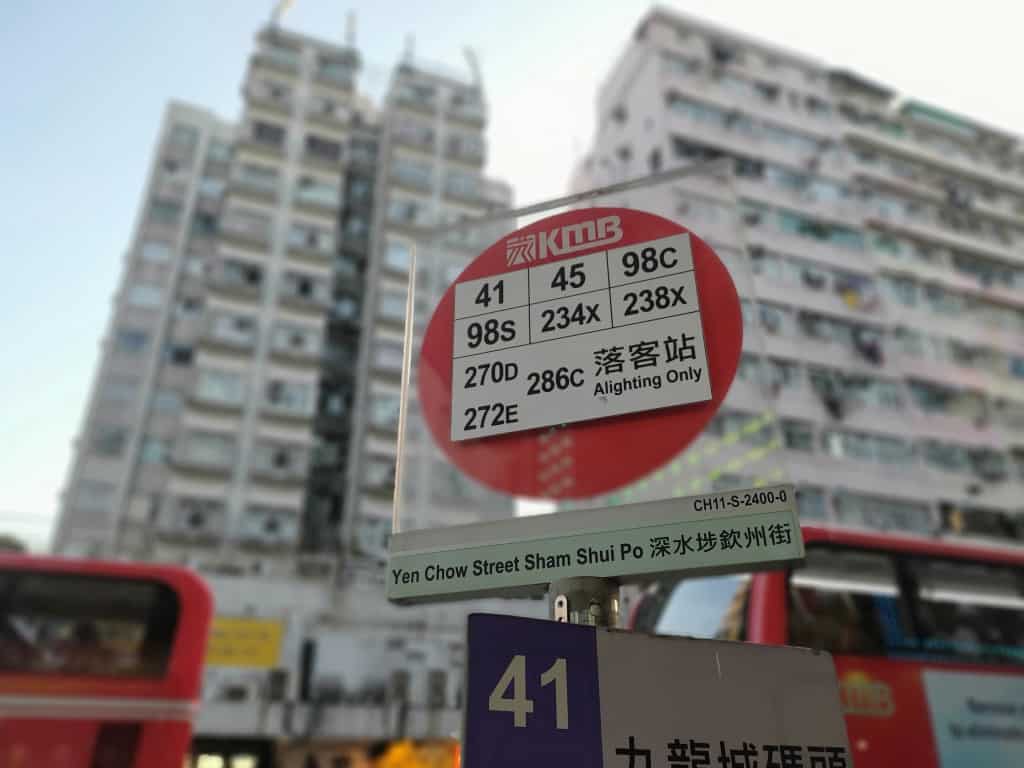 KMB
41 45 98C
98S 234X 238X
270D 286C 落客站
Alighting Only
272E
CH11-S-2400-0
Yen Chow Street Sham Shui Po 深水埗欽州街
41
九龍城碼頭
KMB